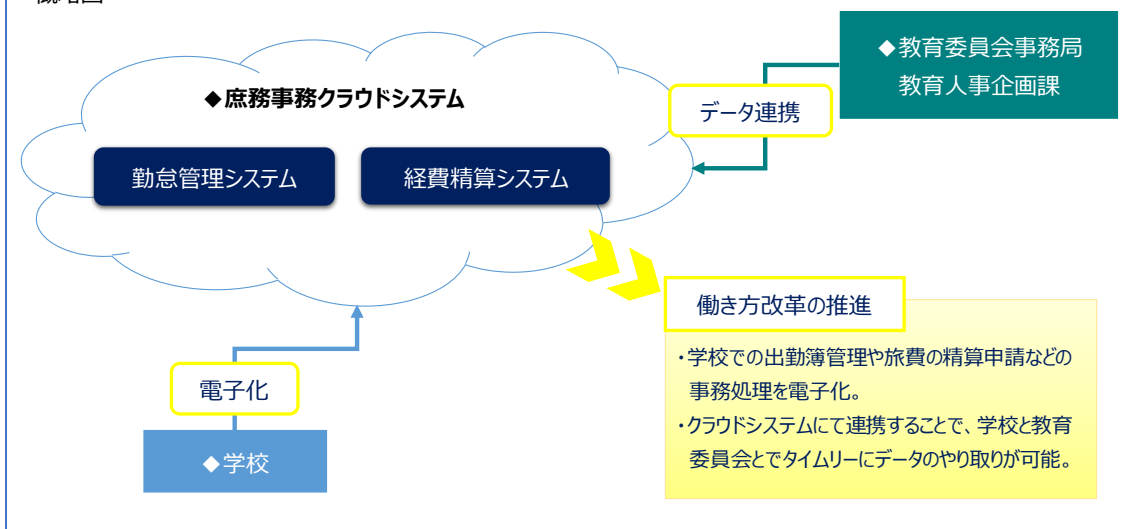 ◆教育委員会事務局
教育人事企画課
◆庶務事務クラウドシステム
データ連携
勤怠管理システム
経費精算システム
働き方改革の推進
・学校での出勤簿管理や旅費の精算申請などの
事務処理を電子化。
・クラウドシステムにて連携することで、学校と教育
委員会とでタイムリーにデータのやり取りが可能。
電子化
◆学校